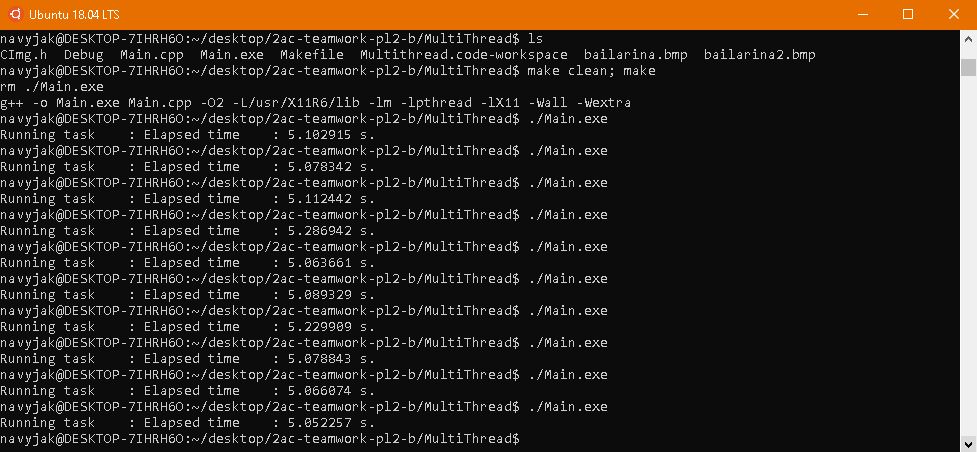 Ubuntu 18.04 LTS
navyjak@DESKTOP-7IHRH6O:~/desktop/2ac-teamwork-pl2-b/MultiThread$ ls
CImg.h  Debug  Main.cpp  Main.exe  Makefile  Multithread.code-workspace  bailarina.bmp  bailarina2.bmp
navyjak@DESKTOP-7IHRH6O:~/desktop/2ac-teamwork-pl2-b/MultiThread$ make clean; make
rm ./Main.exe
g++ -o Main.exe Main.cpp -O2 -L/usr/X11R6/lib -lm -lpthread -lX11 -Wall -Wextra
navyjak@DESKTOP-7IHRH6O:~/desktop/2ac-teamwork-pl2-b/MultiThread$ ./Main.exe
Running task    : Elapsed time    : 5.102915 s.
navyjak@DESKTOP-7IHRH6O:~/desktop/2ac-teamwork-pl2-b/MultiThread$ ./Main.exe
Running task    : Elapsed time    : 5.078342 s.
navyjak@DESKTOP-7IHRH6O:~/desktop/2ac-teamwork-pl2-b/MultiThread$ ./Main.exe
Running task    : Elapsed time    : 5.112442 s.
navyjak@DESKTOP-7IHRH6O:~/desktop/2ac-teamwork-pl2-b/MultiThread$ ./Main.exe
Running task    : Elapsed time    : 5.286942 s.
navyjak@DESKTOP-7IHRH6O:~/desktop/2ac-teamwork-pl2-b/MultiThread$ ./Main.exe
Running task    : Elapsed time    : 5.063661 s.
navyjak@DESKTOP-7IHRH6O:~/desktop/2ac-teamwork-pl2-b/MultiThread$ ./Main.exe
Running task    : Elapsed time    : 5.089329 s.
navyjak@DESKTOP-7IHRH6O:~/desktop/2ac-teamwork-pl2-b/MultiThread$ ./Main.exe
Running task    : Elapsed time    : 5.229909 s.
navyjak@DESKTOP-7IHRH6O:~/desktop/2ac-teamwork-pl2-b/MultiThread$ ./Main.exe
Running task    : Elapsed time    : 5.078843 s.
navyjak@DESKTOP-7IHRH6O:~/desktop/2ac-teamwork-pl2-b/MultiThread$ ./Main.exe
Running task    : Elapsed time    : 5.066074 s.
navyjak@DESKTOP-7IHRH6O:~/desktop/2ac-teamwork-pl2-b/MultiThread$ ./Main.exe
Running task    : Elapsed time    : 5.052257 s.
navyjak@DESKTOP-7IHRH6O:~/desktop/2ac-teamwork-pl2-b/MultiThread$